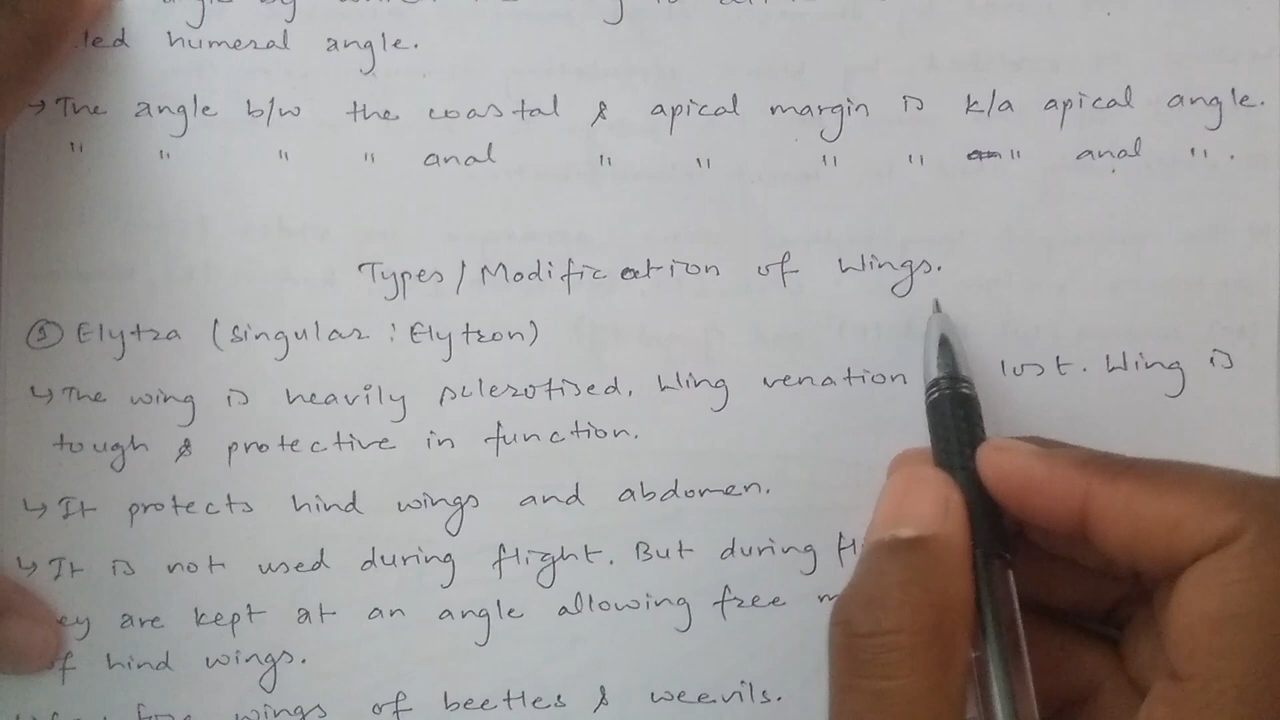 humeral angle.
→ The angle b/w the coastal & apical margin is k/a apical angle.
" " " " anal " " " " " anal ".
Types/Modification of Wings.
① Elytra (Singular : Elytron)
↳ The wing is heavily sclerotised. Wing venation lost. Wing is
tough & protective in function.
↳ It protects hind wings and abdomen.
↳ It is not used during flight. But during
are kept at an angle allowing free
of hind wings.
wings of beetles & weevils.